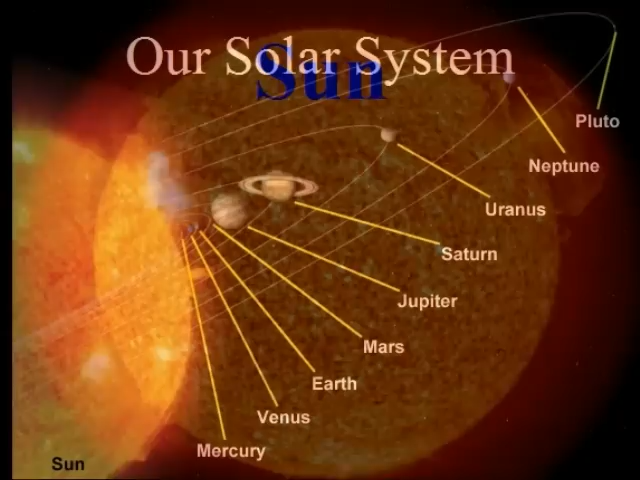 Our Solar System
Sun
Pluto
Neptune
Uranus
Saturn
Jupiter
Mars
Earth
Venus
Mercury
Sun